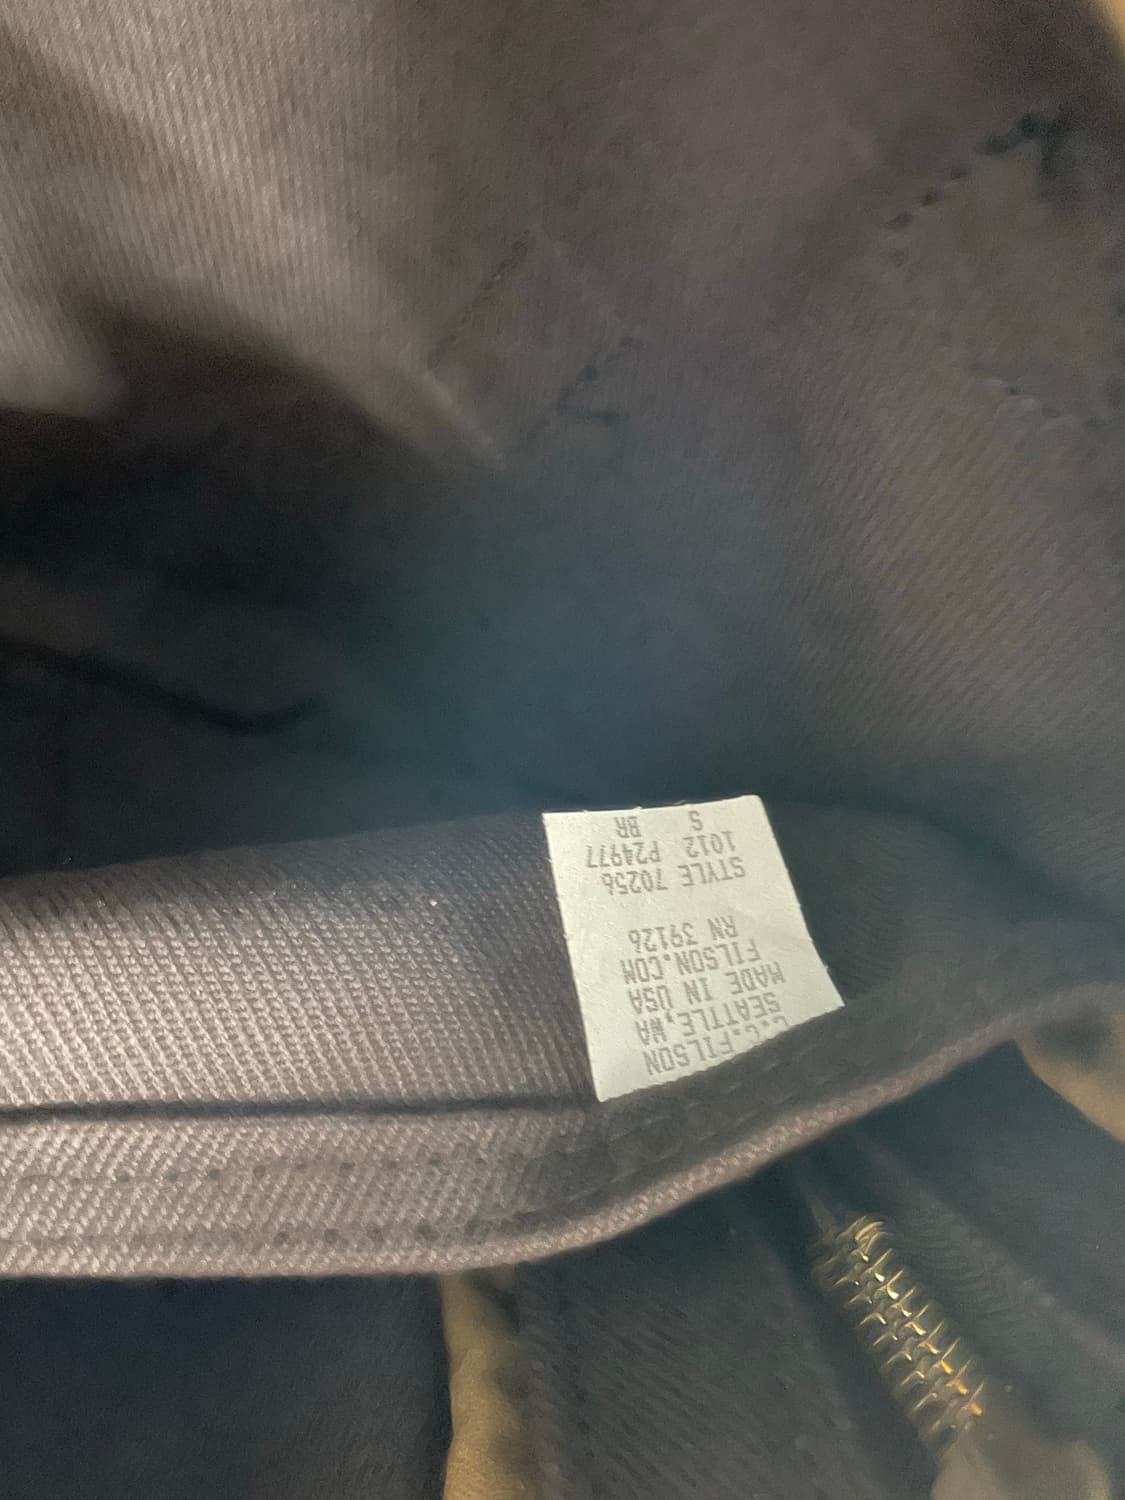 C.C.FILSON
SEATTLE,WA
MADE IN USA
FILSON.COM
RN 39126
STYLE 70256
1012 P24977
S BR